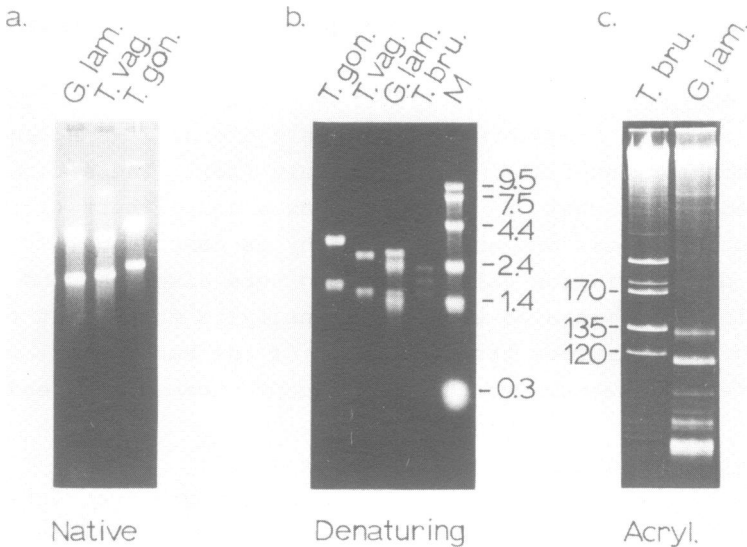 a.
G. lam.
T. vag.
T. gon.
Native
b.
T. gon.
T. vag.
G. lam.
T. bru.
M
9.5
7.5
4.4
2.4
1.4
0.3
Denaturing
c.
T. bru.
G. lam.
170
135
120
Acryl.